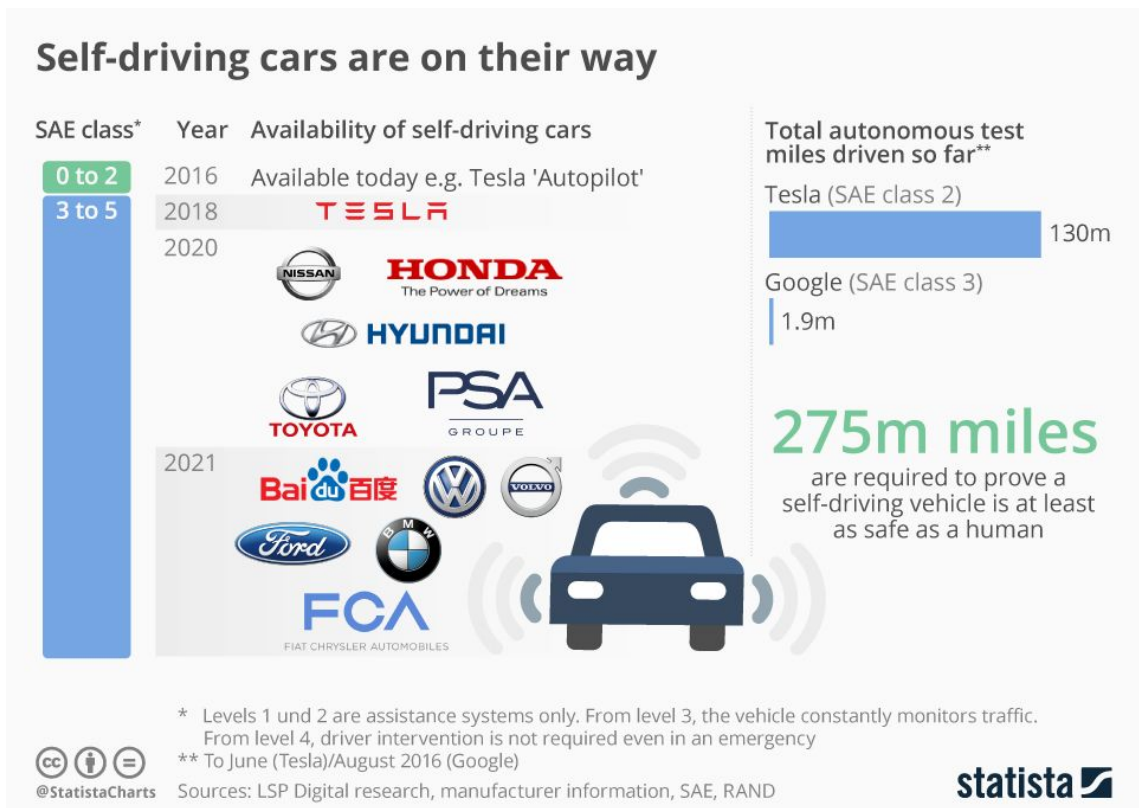 Self-driving cars are on their way
SAE class* Year Availability of self-driving cars
0 to 2 2016 Available today e.g. Tesla 'Autopilot'
3 to 5 2018 TESLA
2020
NISSAN HONDA
The Power of Dreams
HYUNDAI
TOYOTA PSA
GROUPE
2021
Bai du 百度 VW VOLVO
Ford BMW
FCA
FIAT CHRYSLER AUTOMOBILES
Total autonomous test
miles driven so far**
Tesla (SAE class 2)
130m
Google (SAE class 3)
1.9m
275m miles
are required to prove a
self-driving vehicle is at least
as safe as a human
* Levels 1 und 2 are assistance systems only. From level 3, the vehicle constantly monitors traffic.
From level 4, driver intervention is not required even in an emergency
** To June (Tesla)/August 2016 (Google)
cc =
@StatistaCharts Sources: LSP Digital research, manufacturer information, SAE, RAND
statista